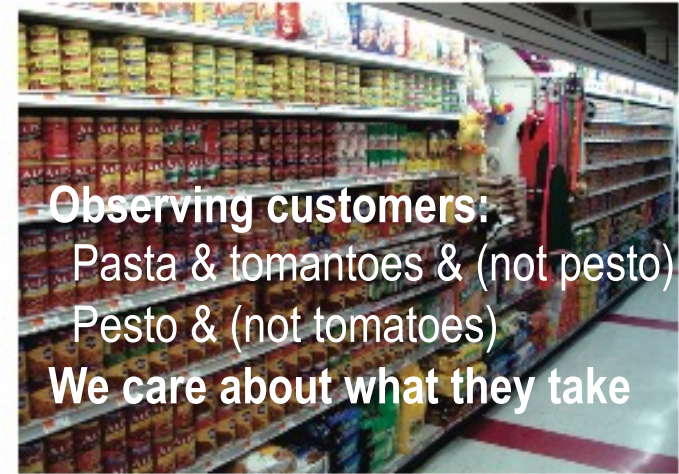 Observing customers:
Pasta & tomantoes & (not pesto)
Pesto & (not tomatoes)
We care about what they take